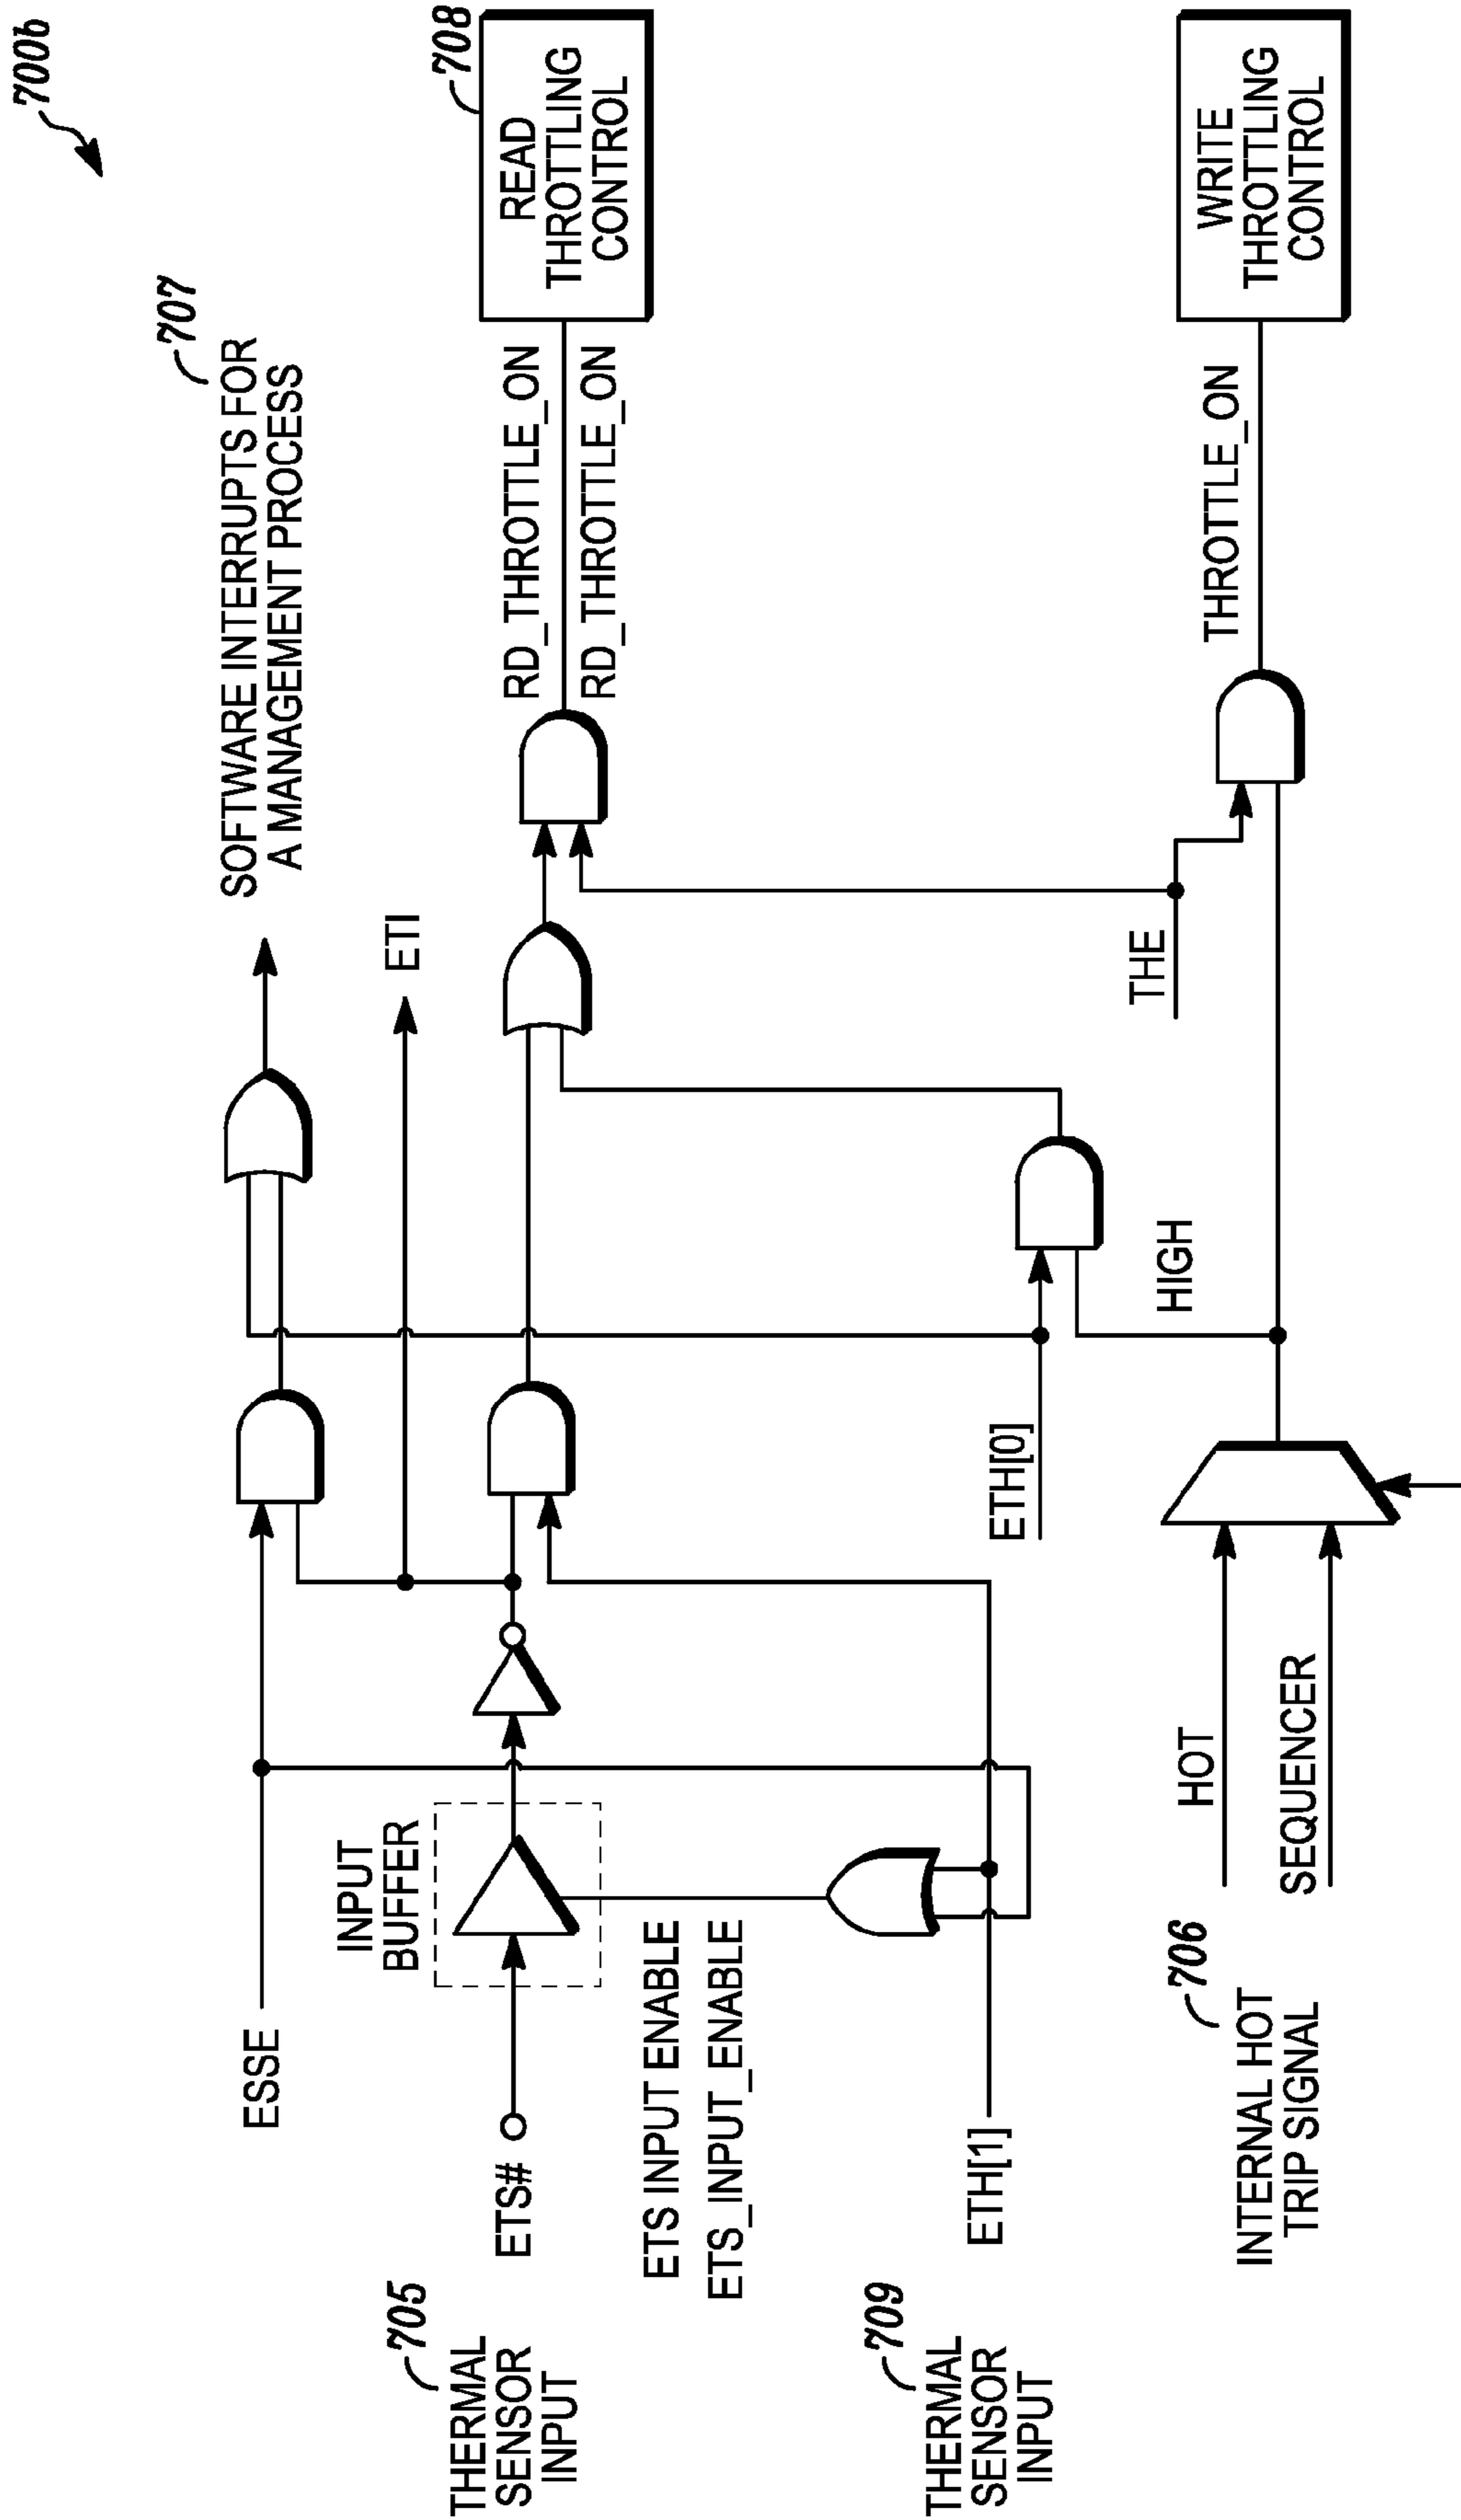 700b
707
SOFTWARE INTERRUPTS FOR
A MANAGEMENT PROCESS
ESSE
ETI
INPUT
BUFFER
705
THERMAL
SENSOR
INPUT
ETS#
RD_THROTTLE_ON
RD_THROTTLE_ON
708
READ
THROTTLING
CONTROL
ETS INPUT ENABLE
ETS_INPUT_ENABLE
709
THERMAL
SENSOR
INPUT
ETH[1]
ETH[0]
THE
HIGH
HOT
706
INTERNAL HOT
TRIP SIGNAL
SEQUENCER
THROTTLE_ON
WRITE
THROTTLING
CONTROL